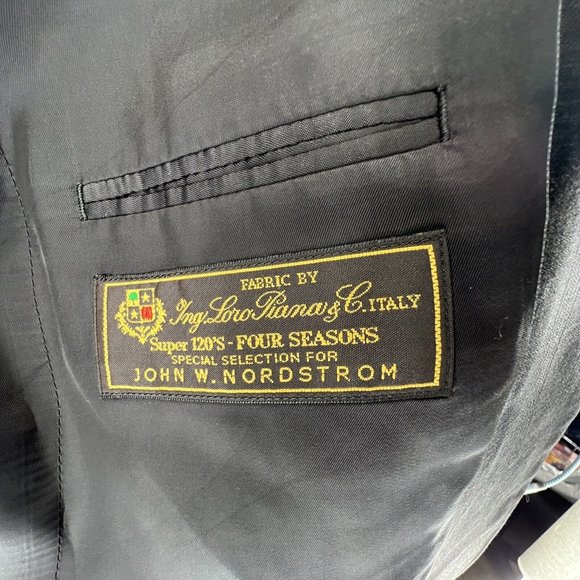 FABRIC BY
Ing. Loro Piana & C. ITALY
Super 120'S - FOUR SEASONS
SPECIAL SELECTION FOR
JOHN W. NORDSTROM